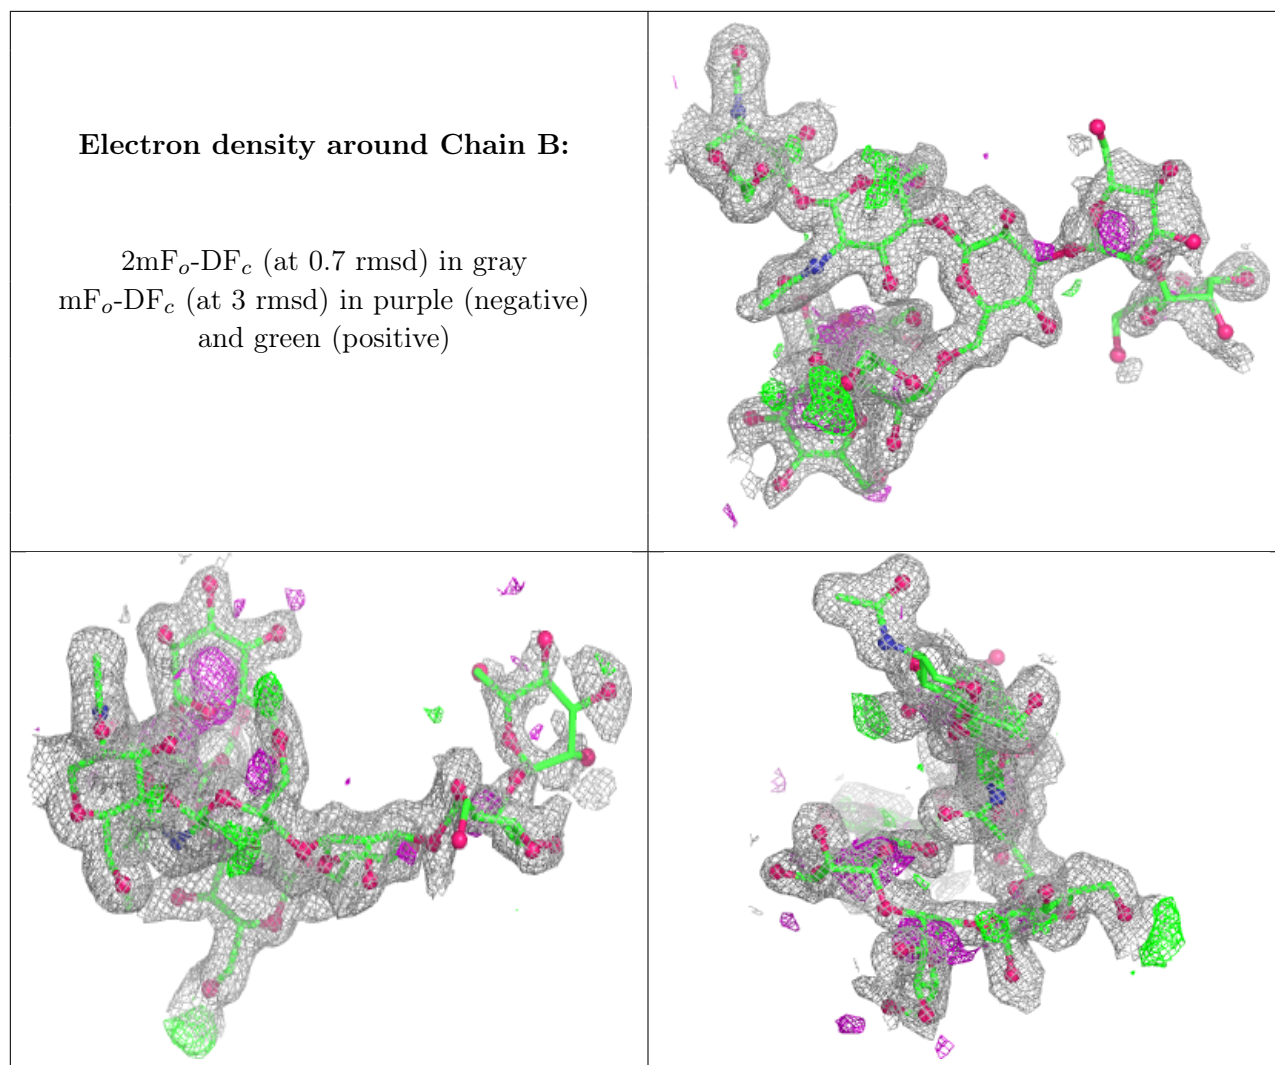 Electron density around Chain B:
2mFo-DFc (at 0.7 rmsd) in gray
mFo-DFc (at 3 rmsd) in purple (negative)
and green (positive)